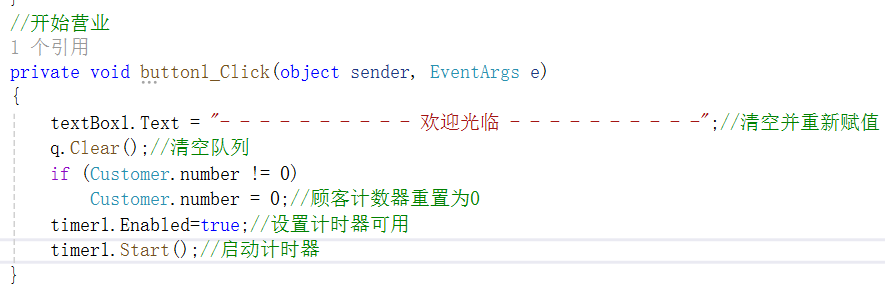 }
//开始营业
1 个引用
private void button1_Click(object sender, EventArgs e)
{
textBox1.Text = "- - - - - - - - - - 欢迎光临 - - - - - - - - - -";//清空并重新赋值
q.Clear();//清空队列
if (Customer.number != 0)
Customer.number = 0;//顾客计数器重置为0
timer1.Enabled=true;//设置计时器可用
timer1.Start();//启动计时器
}